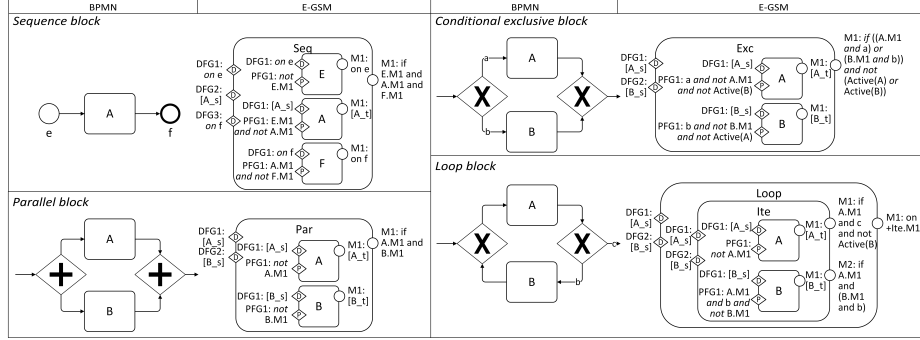 BPMN
E-GSM
BPMN
E-GSM
Sequence block
e
A
f
Seq
DFG1:
on e
DFG2:
[A_s]
DFG3:
on f
DFG1: on e
PFG1: not
E.M1
D
P
E
M1:
on e
DFG1: [A_s]
PFG1: E.M1
and not A.M1
D
P
A
M1:
[A_t]
DFG1: on f
PFG1: A.M1
and not F.M1
D
P
F
M1:
on f
D
D
D
M1: if
E.M1 and
A.M1 and
F.M1
Parallel block
A
B
Par
DFG1:
[A_s]
DFG2:
[B_s]
D
D
DFG1: [A_s]
PFG1: not
A.M1
D
P
A
M1:
[A_t]
DFG1: [B_s]
PFG1: not
B.M1
D
P
B
M1:
[B_t]
M1: if
A.M1 and
B.M1
Conditional exclusive block
a
A
X
X
b
B
Exc
DFG1:
[A_s]
DFG2:
[B_s]
D
D
DFG1: [A_s]
PFG1: a and not A.M1
and not Active(B)
D
P
A
M1:
[A_t]
DFG1: [B_s]
PFG1: b and not B.M1
and not Active(A)
D
P
B
M1:
[B_t]
M1: if ((A.M1
and a) or
(B.M1 and b))
and not
(Active(A) or
Active(B))
Loop block
A
X
X
c
b
B
Loop
Ite
DFG1:
[A_s]
DFG2:
[B_s]
D
D
DFG1:
[A_s]
DFG2:
[B_s]
D
D
DFG1: [A_s]
PFG1:
not A.M1
D
P
A
M1:
[A_t]
DFG1: [B_s]
PFG1: A.M1
and b and
not B.M1
D
P
B
M1:
[B_t]
M1: if
A.M1
and c
and not
Active(B)
M2: if
A.M1
and
(B.M1
and b)
M1: on
+Ite.M1